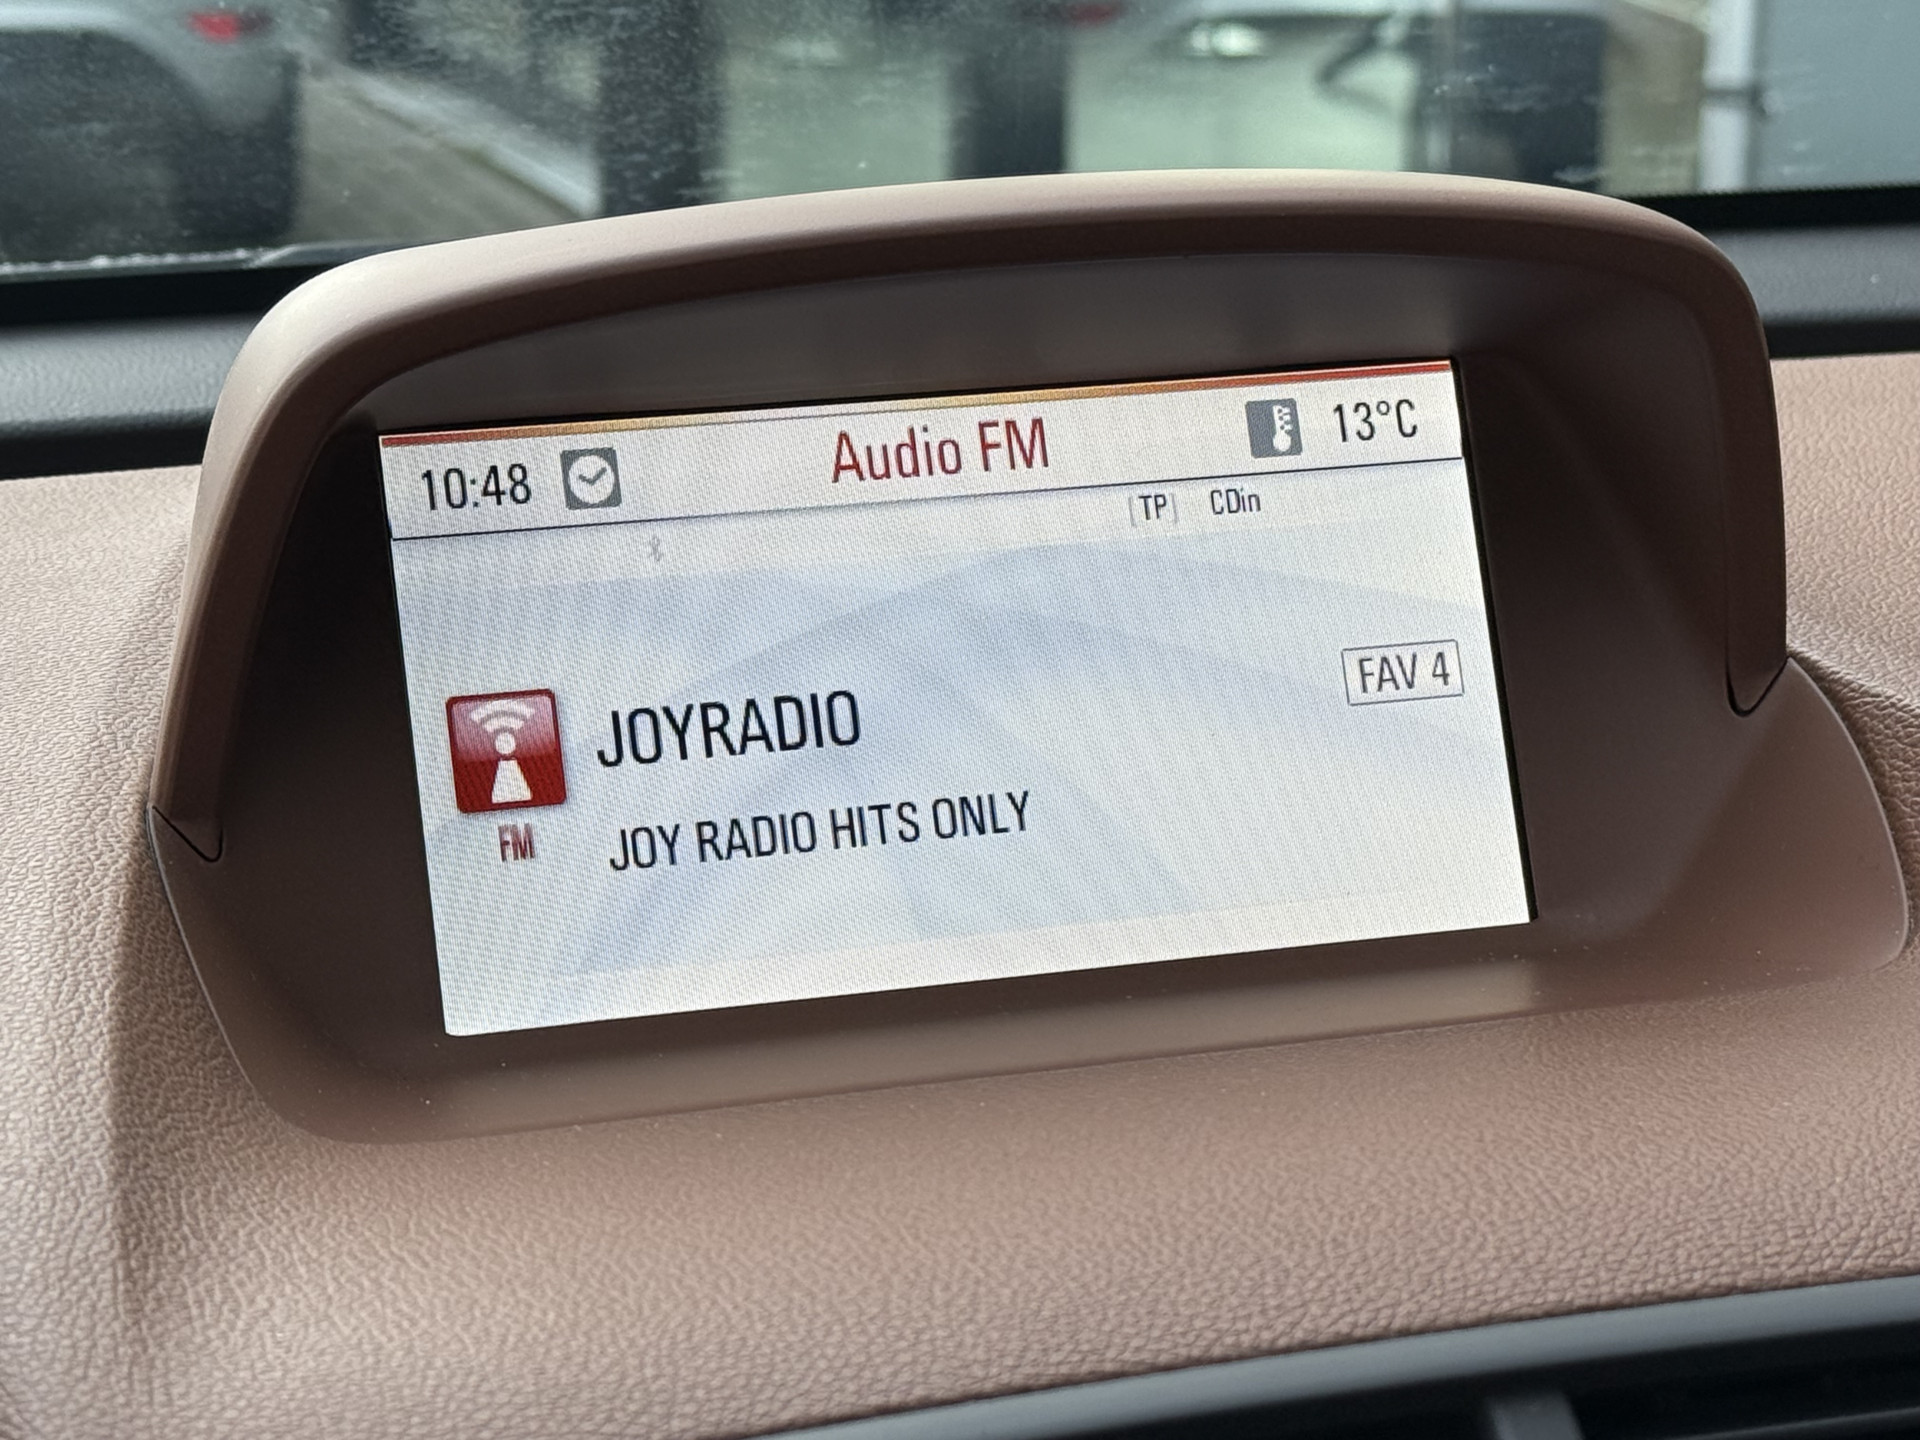 10:48 Audio FM 13°C
[TP] CDin
FAV 4
JOYRADIO
FM JOY RADIO HITS ONLY